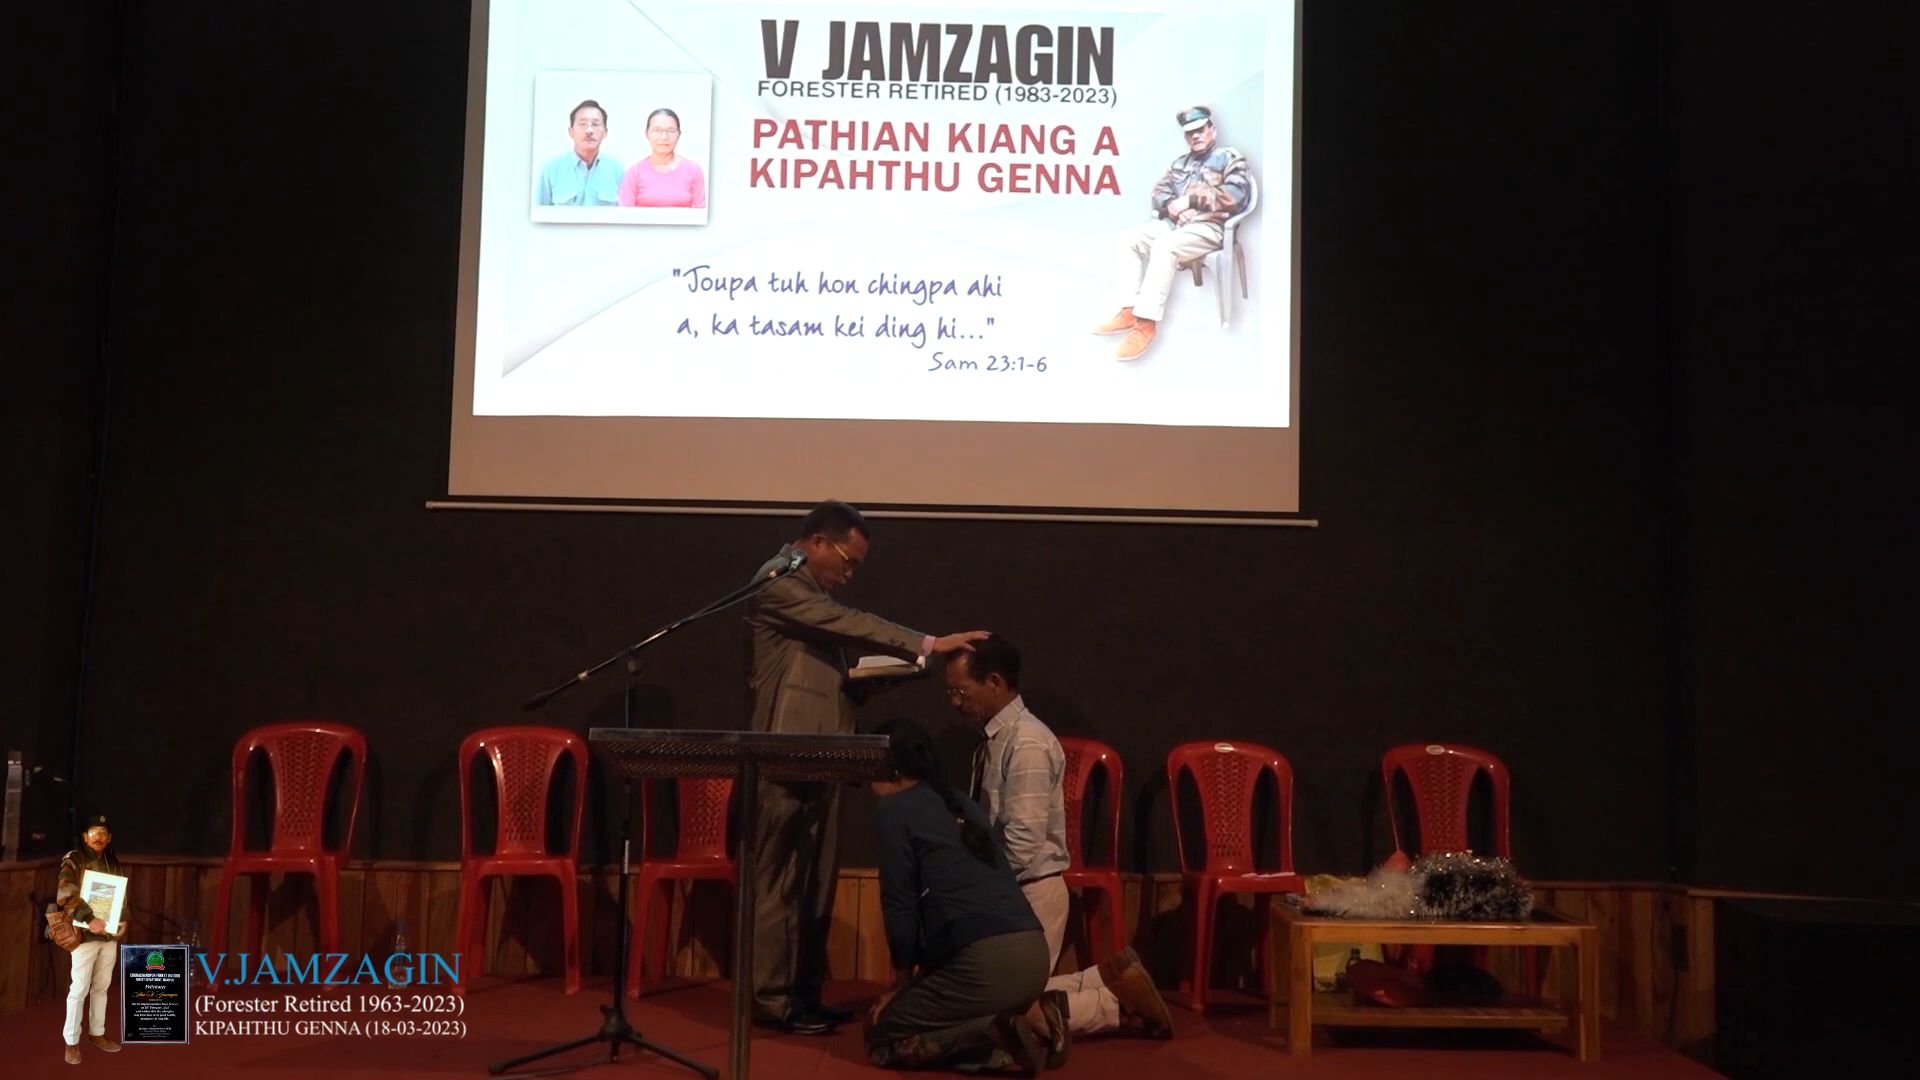 V JAMZAGIN
FORESTER RETIRED (1983-2023)
PATHIAN KIANG A
KIPAHTHU GENNA
"Joupa tuh hon chingpa ahi
a, ka tasam kei ding hi..."
Sam 23:1-6
V.JAMZAGIN
(Forester Retired 1963-2023)
KIPAHTHU GENNA (18-03-2023)